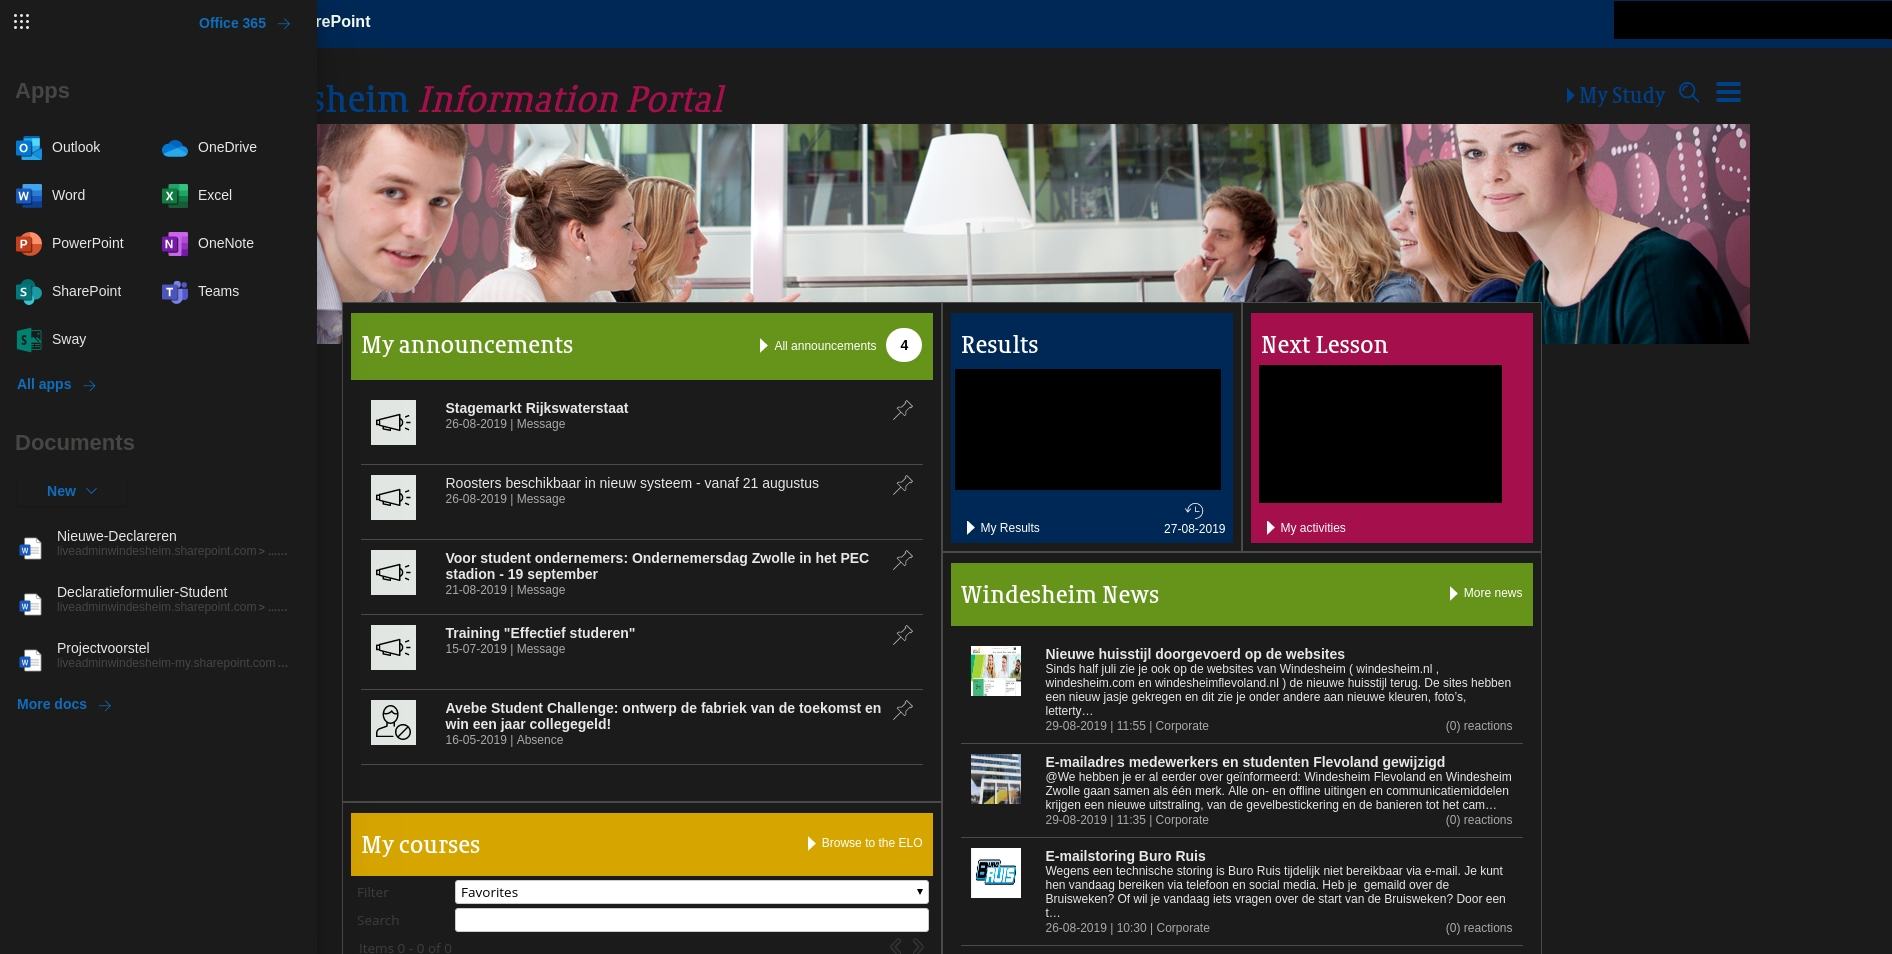 Office 365
rePoint
Apps
Outlook
OneDrive
Word
Excel
PowerPoint
OneNote
SharePoint
Teams
Sway
All apps
Documents
New
Nieuwe-Declareren
liveadminwindesheim.sharepoint.com > ......
Declaratieformulier-Student
liveadminwindesheim.sharepoint.com > ......
Projectvoorstel
liveadminwindesheim-my.sharepoint.com ...
More docs
sheim Information Portal
My Study
My announcements
All announcements
4
Stagemarkt Rijkswaterstaat
26-08-2019 | Message
Roosters beschikbaar in nieuw systeem - vanaf 21 augustus
26-08-2019 | Message
Voor student ondernemers: Ondernemersdag Zwolle in het PEC
stadion - 19 september
21-08-2019 | Message
Training "Effectief studeren"
15-07-2019 | Message
Avebe Student Challenge: ontwerp de fabriek van de toekomst en
win een jaar collegegeld!
16-05-2019 | Absence
My courses
Browse to the ELO
Filter
Favorites
Search
Items 0 - 0 of 0
Results
My Results
27-08-2019
Next Lesson
My activities
Windesheim News
More news
Nieuwe huisstijl doorgevoerd op de websites
Sinds half juli zie je ook op de websites van Windesheim ( windesheim.nl ,
windesheim.com en windesheimflevoland.nl ) de nieuwe huisstijl terug. De sites hebben
een nieuw jasje gekregen en dit zie je onder andere aan nieuwe kleuren, foto’s,
letterty…
29-08-2019 | 11:55 | Corporate
(0) reactions
E-mailadres medewerkers en studenten Flevoland gewijzigd
@We hebben je er al eerder over geïnformeerd: Windesheim Flevoland en Windesheim
Zwolle gaan samen als één merk. Alle on- en offline uitingen en communicatiemiddelen
krijgen een nieuwe uitstraling, van de gevelbestickering en de banieren tot het cam…
29-08-2019 | 11:35 | Corporate
(0) reactions
BURO
RUIS
E-mailstoring Buro Ruis
Wegens een technische storing is Buro Ruis tijdelijk niet bereikbaar via e-mail. Je kunt
hen vandaag bereiken via telefoon en social media. Heb je  gemaild over de
Bruisweken? Of wil je vandaag iets vragen over de start van de Bruisweken? Door een
t…
26-08-2019 | 10:30 | Corporate
(0) reactions